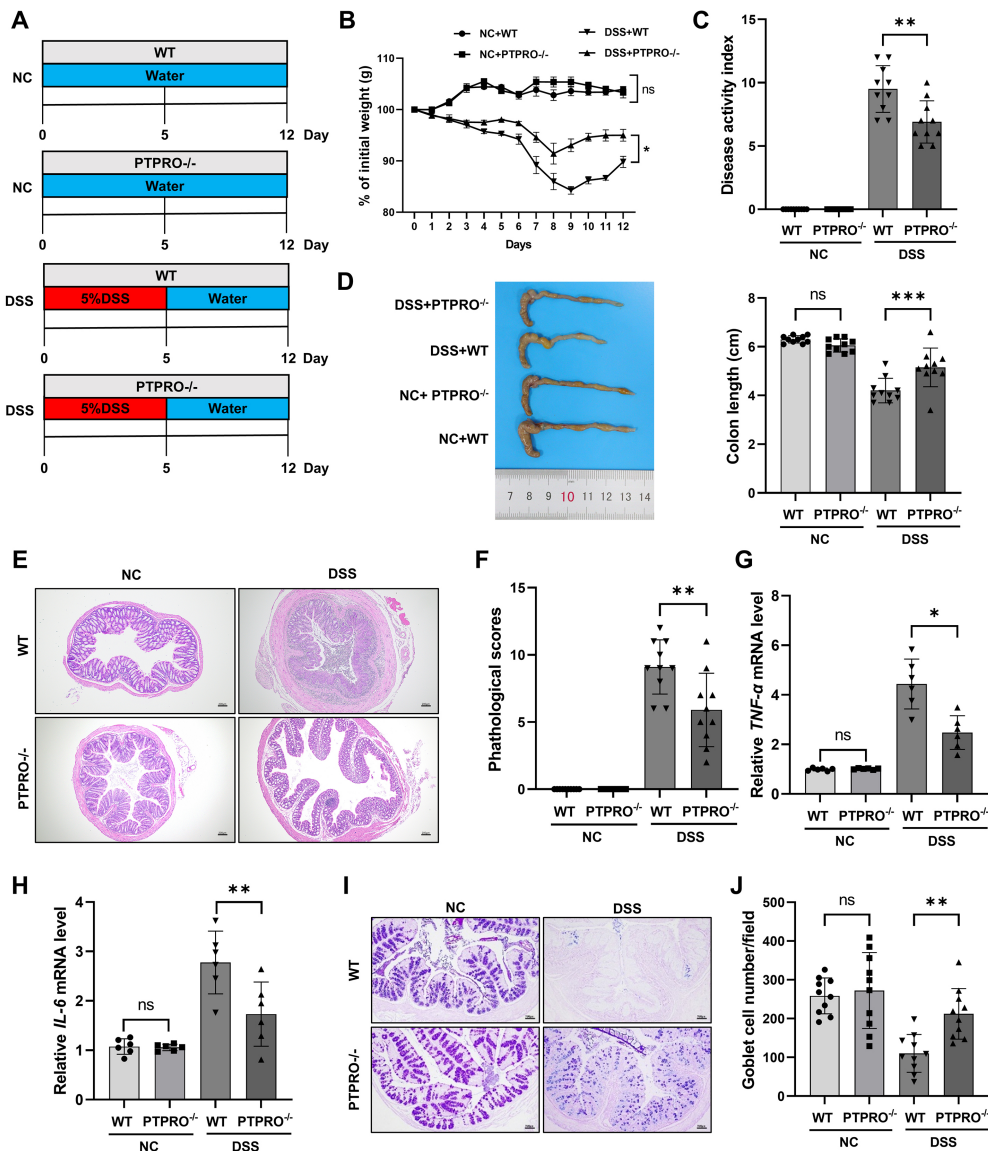 A
WT
NC
Water
0 5 12 Day
PTPRO-/-
NC
Water
0 5 12 Day
WT
DSS
5%DSS Water
0 5 12 Day
PTPRO-/-
DSS
5%DSS Water
0 5 12 Day
B
NC+WT DSS+WT
NC+PTPRO-/- DSS+PTPRO-/-
% of initial weight (g)
110
100
90
80
ns
*
0 1 2 3 4 5 6 7 8 9 10 11 12
Days
C
Disease activity index
15
10
5
0
**
WT PTPRO-/- WT PTPRO-/-
NC DSS
D
DSS+PTPRO-/-
DSS+WT
NC+ PTPRO-/-
NC+WT
7 8 9 10 11 12 13 14
Colon length (cm)
8
6
4
2
0
ns
***
WT PTPRO-/- WT PTPRO-/-
NC DSS
E
NC DSS
WT
PTPRO-/-
F
Phathological scores
15
10
5
0
**
WT PTPRO-/- WT PTPRO-/-
NC DSS
G
Relative TNF-α mRNA level
8
6
4
2
0
ns
*
WT PTPRO-/- WT PTPRO-/-
NC DSS
H
Relative IL-6 mRNA level
4
3
2
1
0
ns
**
WT PTPRO-/- WT PTPRO-/-
NC DSS
I
NC DSS
WT
PTPRO-/-
J
Goblet cell number/field
500
400
300
200
100
0
ns
**
WT PTPRO-/- WT PTPRO-/-
NC DSS